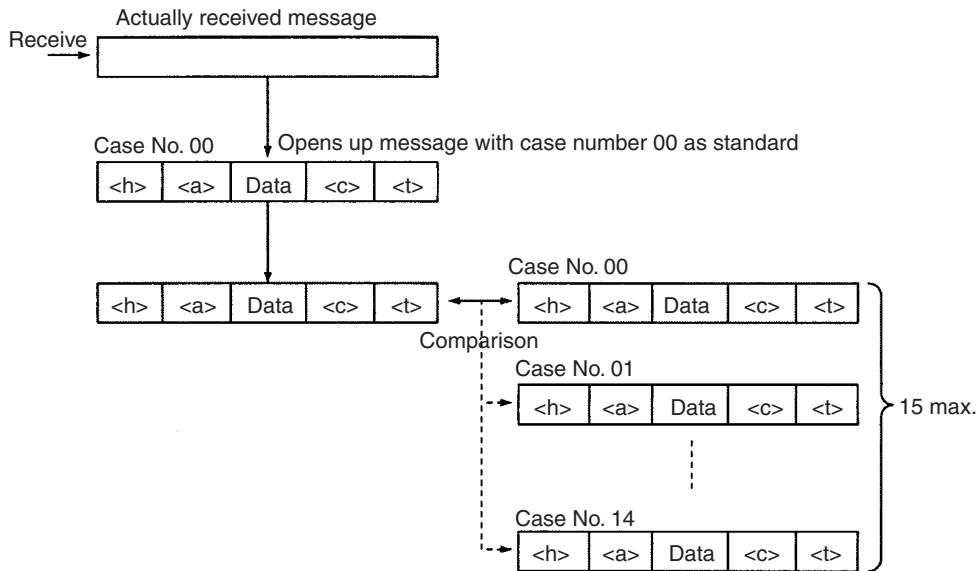 Actually received message
Receive
Case No. 00
Opens up message with case number 00 as standard
<h> <a> Data <c> <t>
Case No. 00
<h> <a> Data <c> <t>
<h> <a> Data <c> <t>
Comparison
Case No. 01
<h> <a> Data <c> <t>
15 max.
Case No. 14
<h> <a> Data <c> <t>